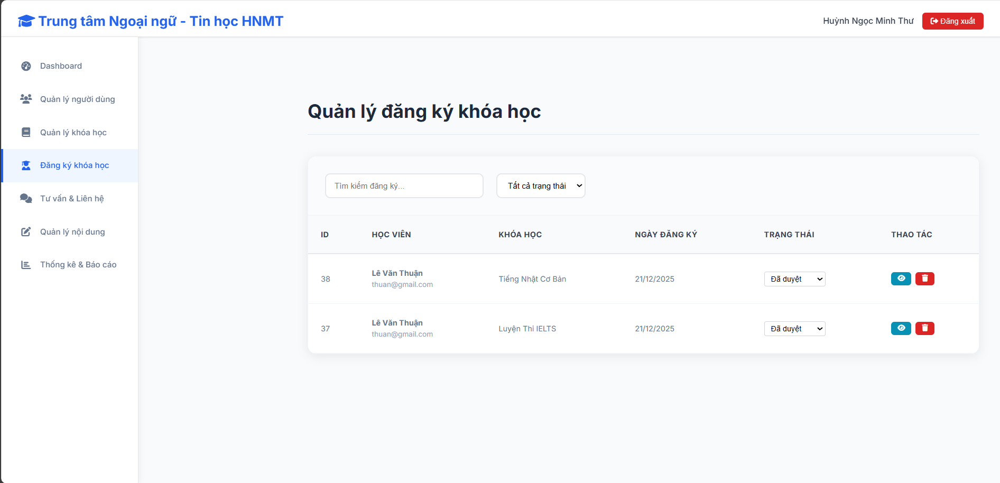 Trung tâm Ngoại ngữ - Tin học HNMT
Huỳnh Ngọc Minh Thư
Đăng xuất
Dashboard
Quản lý người dùng
Quản lý khóa học
Đăng ký khóa học
Tư vấn & Liên hệ
Quản lý nội dung
Thống kê & Báo cáo
Quản lý đăng ký khóa học
Tìm kiếm đăng ký...
Tất cả trạng thái
ID HỌC VIÊN KHÓA HỌC NGÀY ĐĂNG KÝ TRẠNG THÁI THAO TÁC
38 Lê Văn Thuận Tiếng Nhật Cơ Bản 21/12/2025 Đã duyệt
thuan@gmail.com
37 Lê Văn Thuận Luyện Thi IELTS 21/12/2025 Đã duyệt
thuan@gmail.com